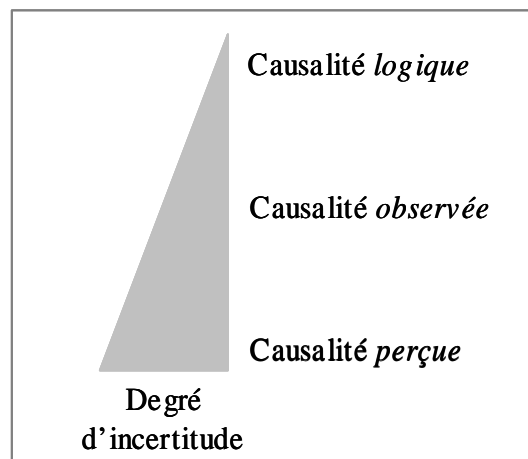 Causalité logique
Causalité observée
Causalité perçue
Degré
d'incertitude